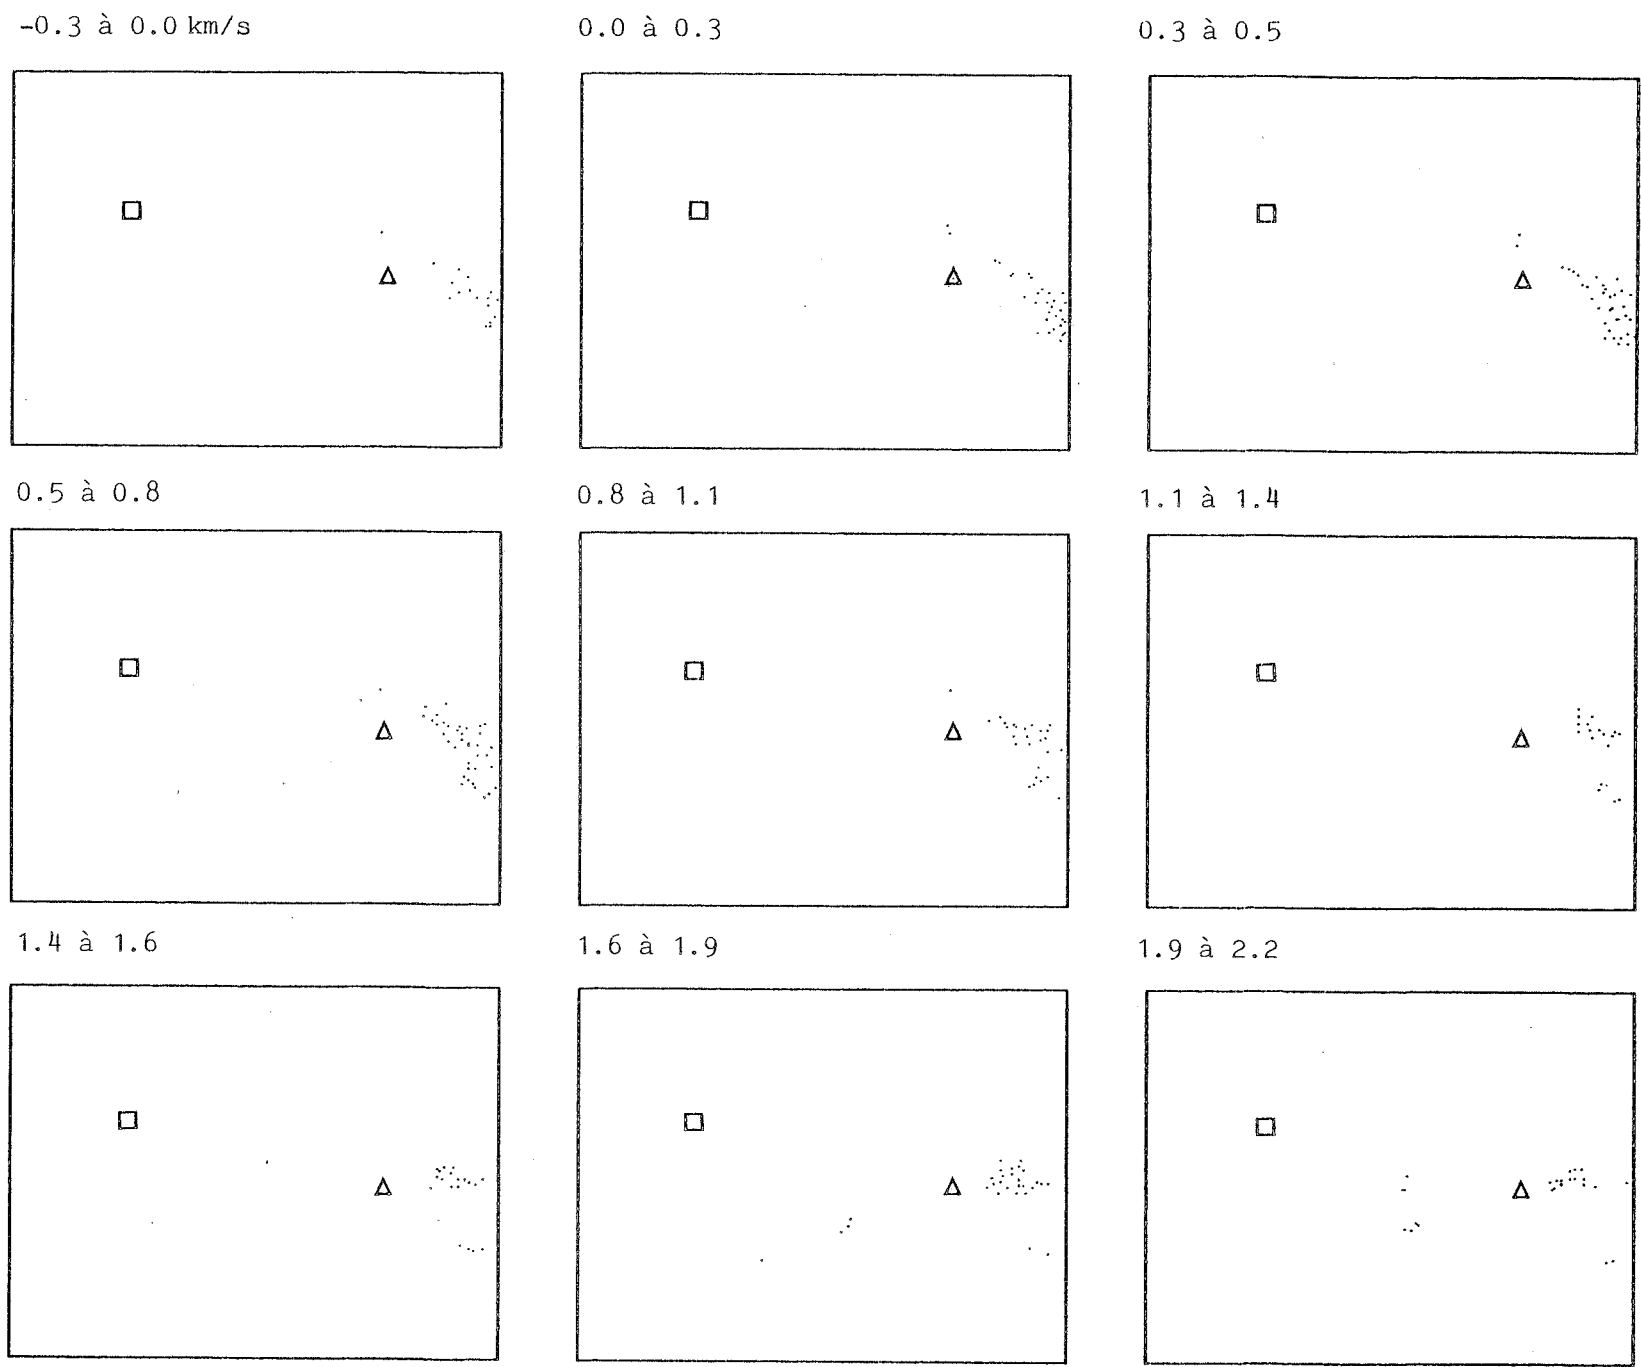 -0.3 à 0.0 km/s
0.0 à 0.3
0.3 à 0.5
0.5 à 0.8
0.8 à 1.1
1.1 à 1.4
1.4 à 1.6
1.6 à 1.9
1.9 à 2.2